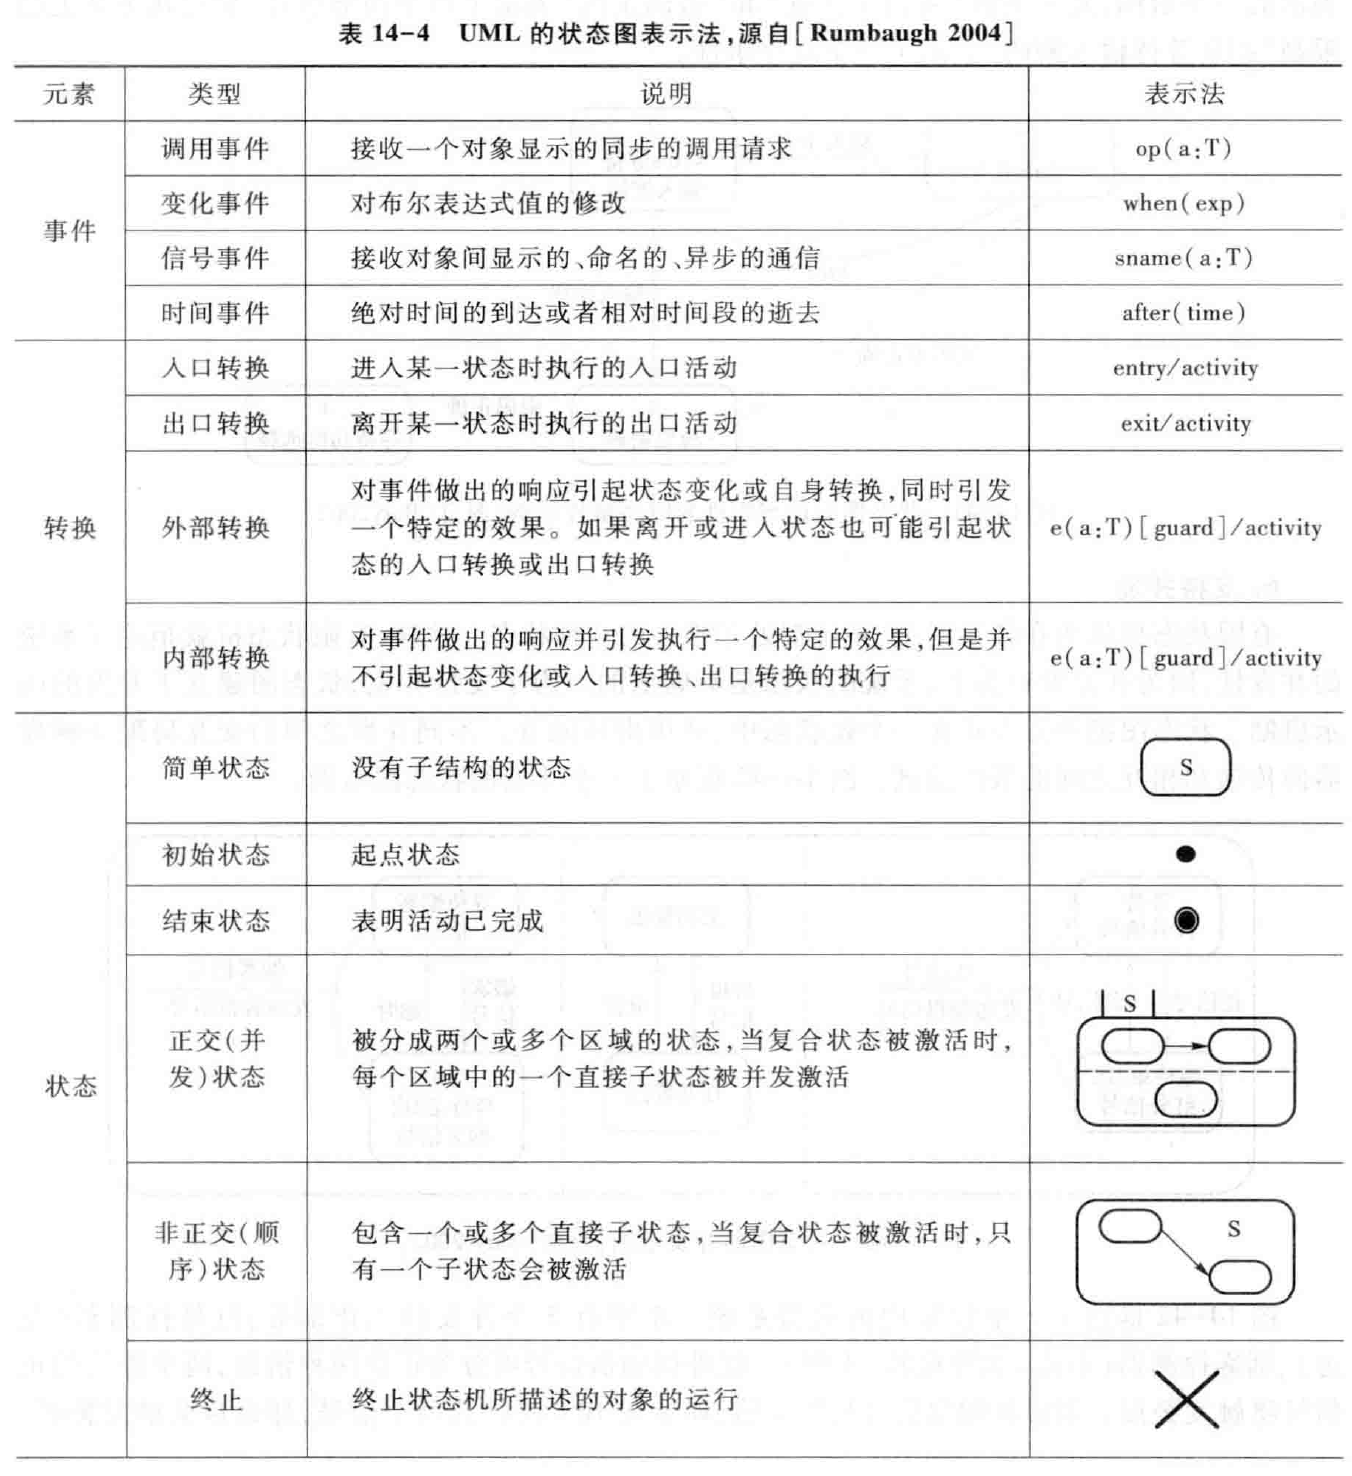 表 14-4 UML 的状态图表示法,源自[Rumbaugh 2004]
元素 类型 说明 表示法
事件
调用事件 接收一个对象显示的同步的调用请求 op(a:T)
变化事件 对布尔表达式值的修改 when(exp)
信号事件 接收对象间显示的、命名的、异步的通信 sname(a:T)
时间事件 绝对时间的到达或者相对时间段的逝去 after(time)
转换
入口转换 进入某一状态时执行的入口活动 entry/activity
出口转换 离开某一状态时执行的出口活动 exit/activity
外部转换
对事件做出的响应引起状态变化或自身转换,同时引发
一个特定的效果。如果离开或进入状态也可能引起状
态的入口转换或出口转换
e(a:T)[guard]/activity
内部转换
对事件做出的响应并引发执行一个特定的效果,但是并
不引起状态变化或入口转换、出口转换的执行
e(a:T)[guard]/activity
状态
简单状态 没有子结构的状态 S
初始状态 起点状态
结束状态 表明活动已完成
正交(并
发)状态
被分成两个或多个区域的状态,当复合状态被激活时,
每个区域中的一个直接子状态被并发激活
S
非正交(顺
序)状态
包含一个或多个直接子状态,当复合状态被激活时,只
有一个子状态会被激活
S
终止 终止状态机所描述的对象的运行